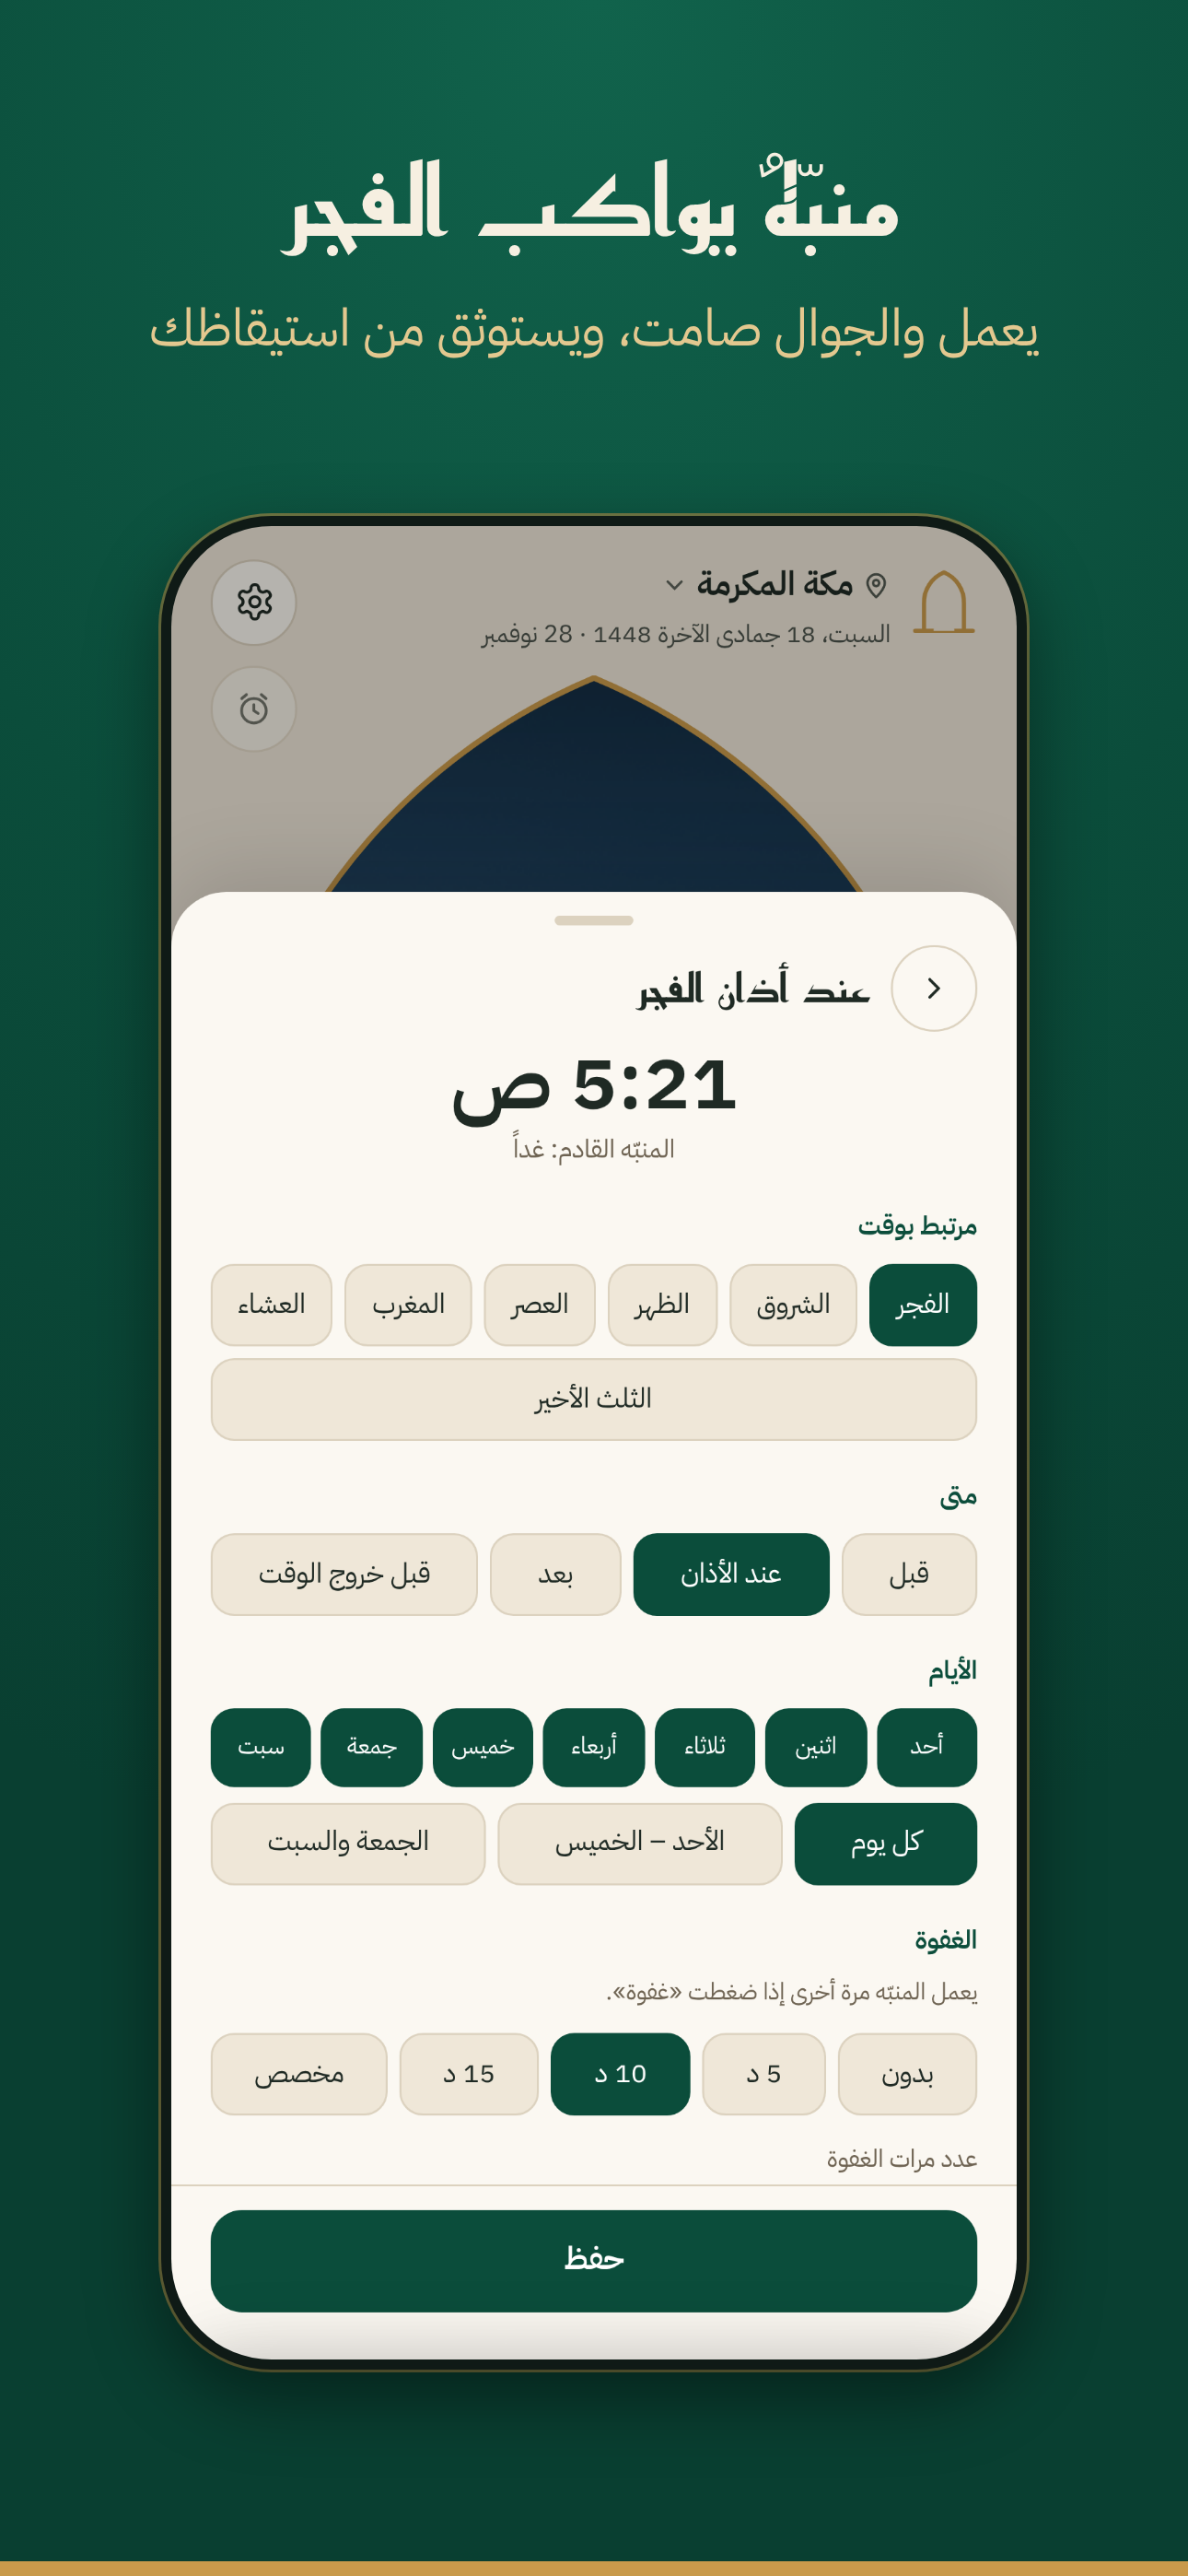 منبّهٌ يواكب الفجر
يعمل والجوال صامت، ويستوثق من استيقاظك
مكة المكرمة
السبت، 18 جمادى الآخرة 1448 · 28 نوفمبر
عند أذان الفجر
5:21 ص
المنبّه القادم: غداً
مرتبط بوقت
الفجر الشروق الظهر العصر المغرب العشاء
الثلث الأخير
متى
قبل عند الأذان بعد قبل خروج الوقت
الأيام
أحد اثنين ثلاثاء أربعاء خميس جمعة سبت
كل يوم الأحد – الخميس الجمعة والسبت
الغفوة
يعمل المنبّه مرة أخرى إذا ضغطت «غفوة».
بدون 5 د 10 د 15 د مخصص
عدد مرات الغفوة
حفظ